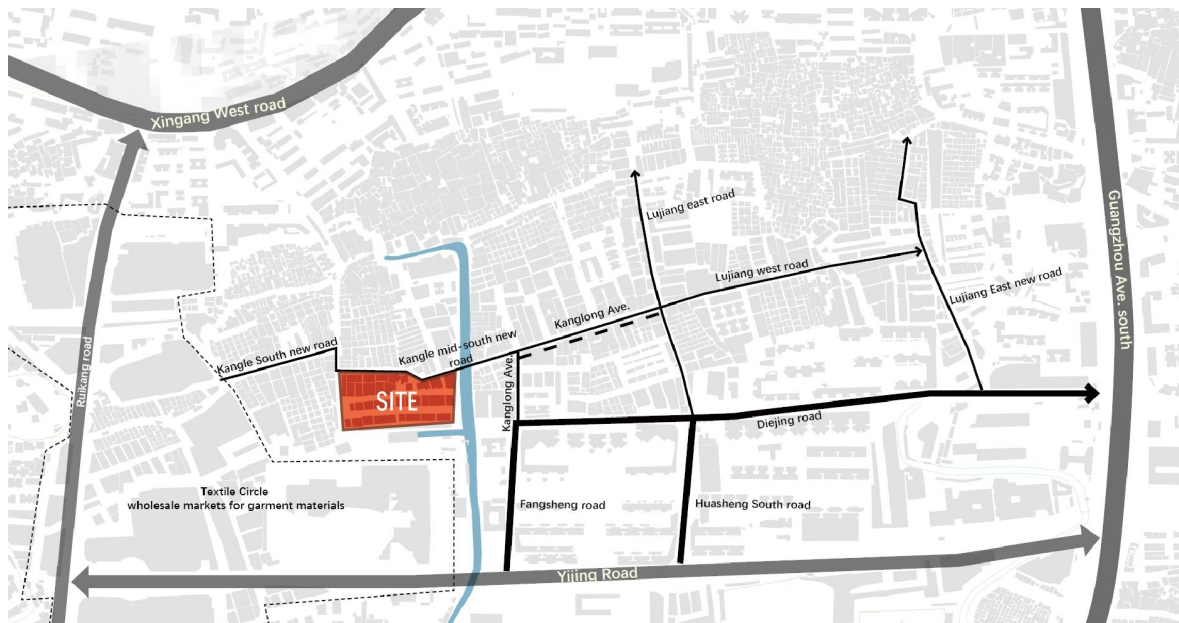 Xingang West road
Lujiang east road
Guangzhou Ave. south
Lujiang west road
Lujiang East new road
Kanglong Ave.
Kangle South new road
Kangle mid-south new
road
Ruikang road
SITE
Kanglong Ave.
Diejing road
Textile Circle
wholesale markets for garment materials
Fangsheng road
Huasheng South road
Yijing Road